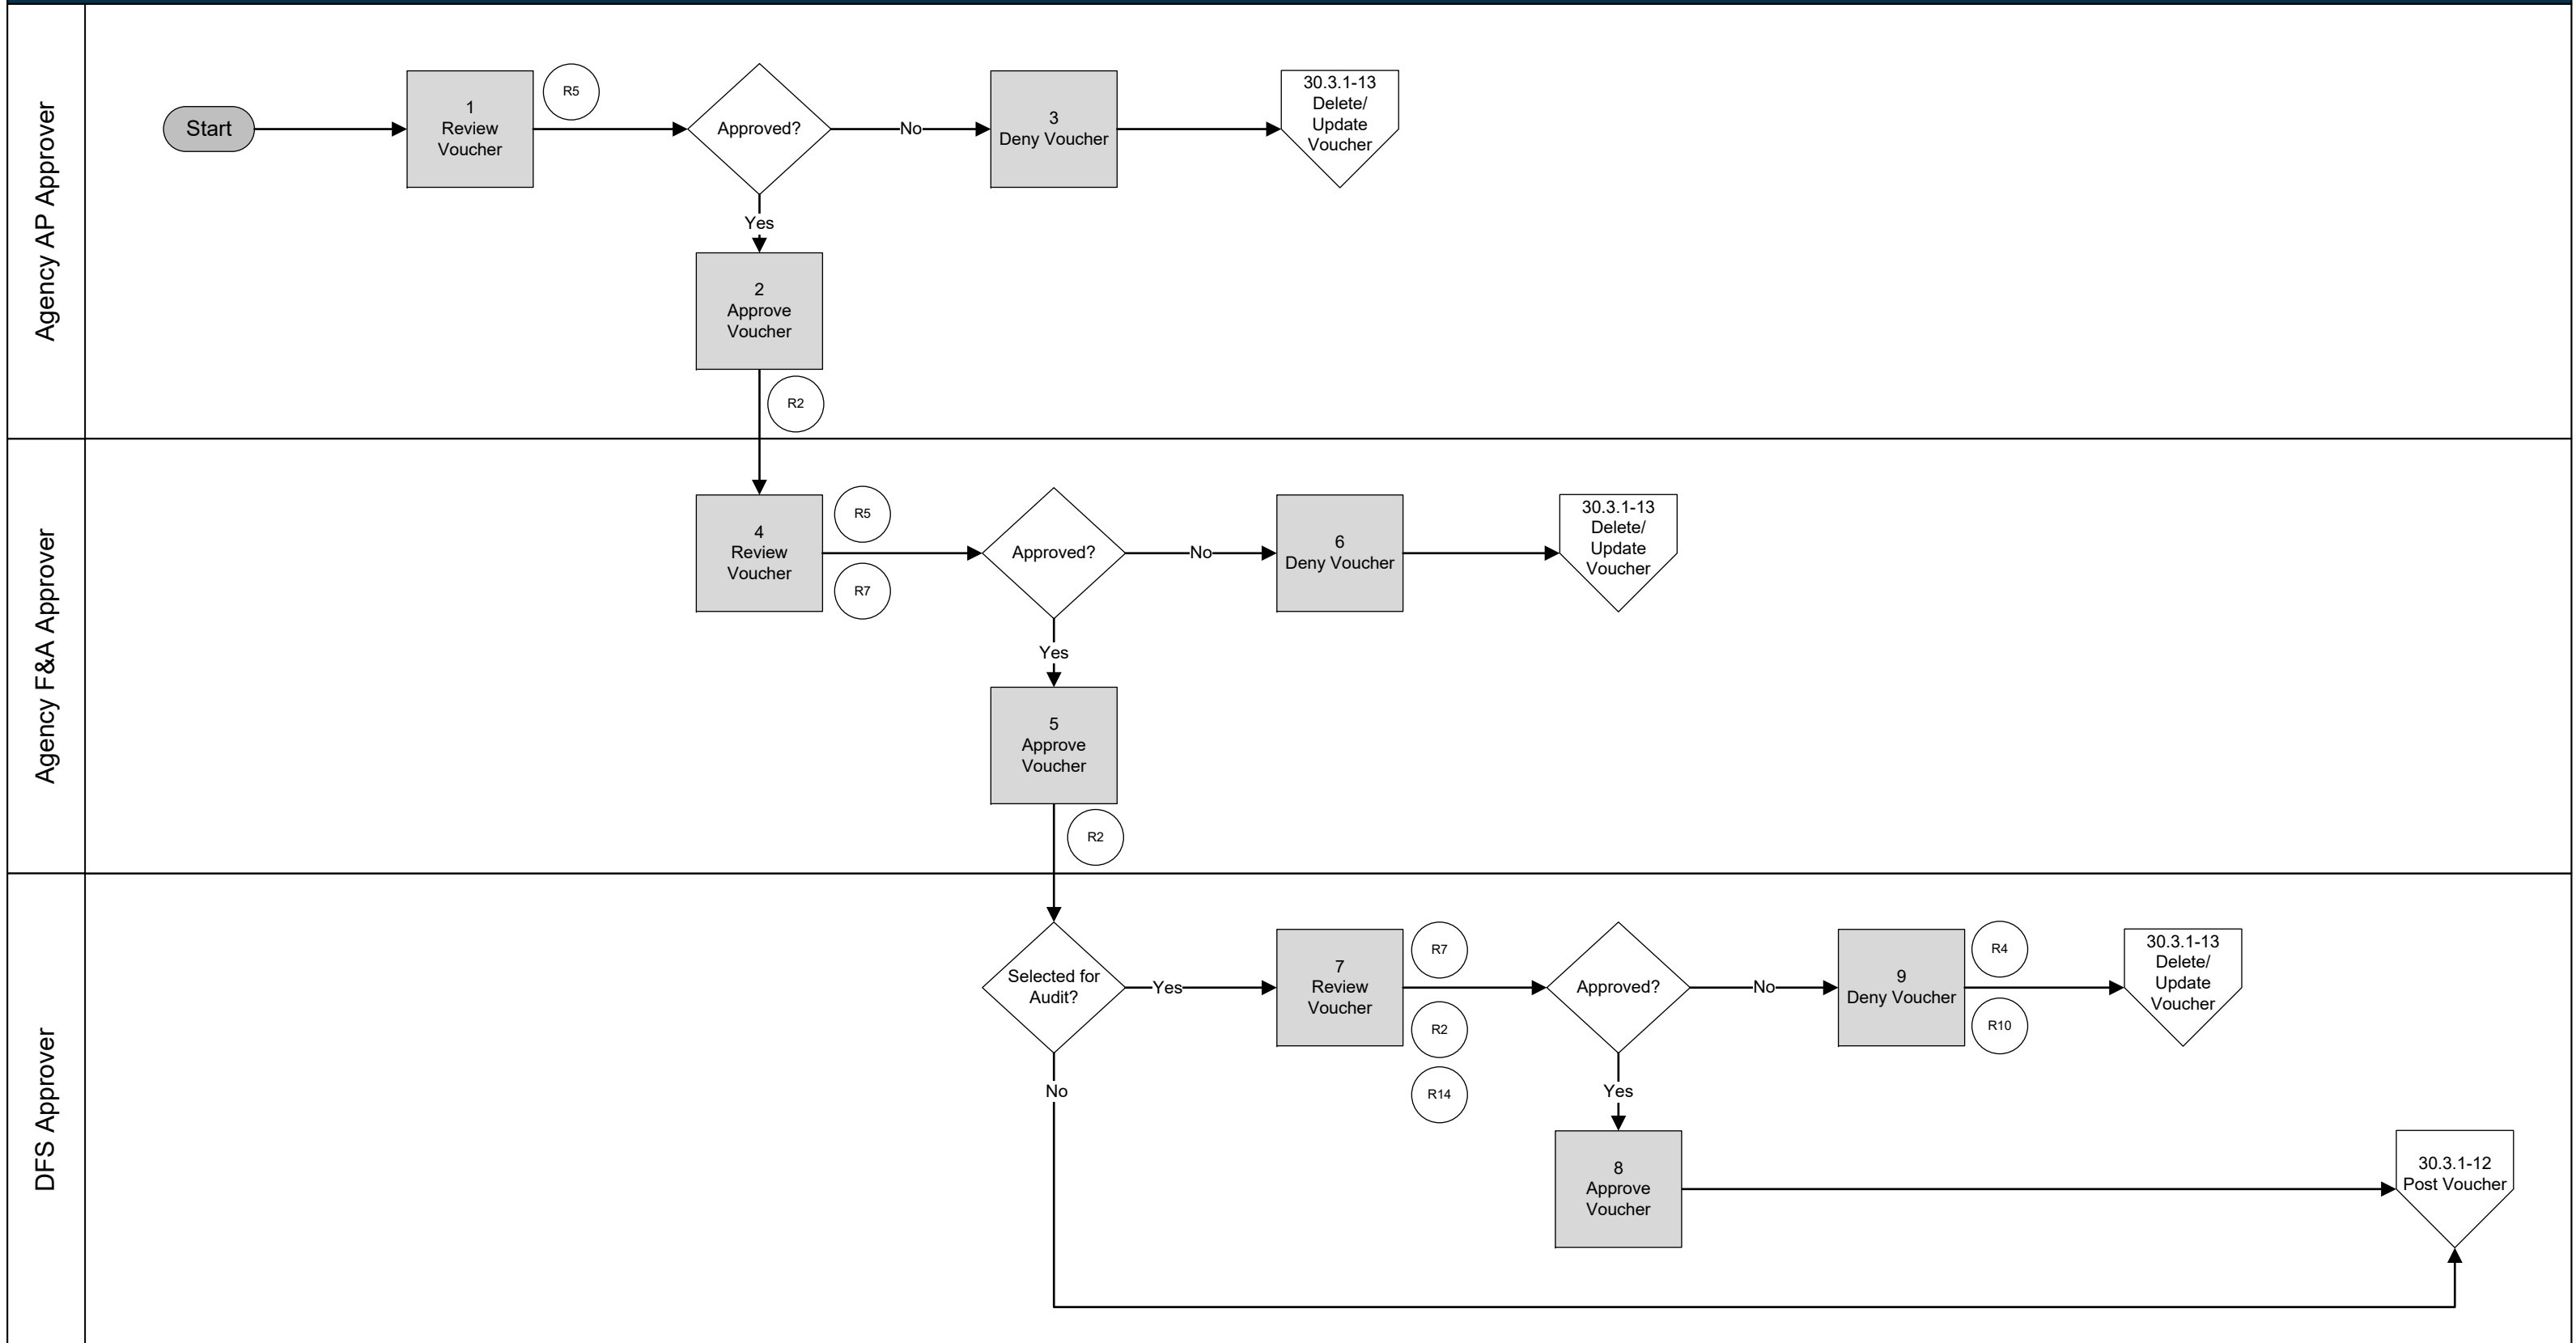 Agency AP Approver
Start
1
Review
Voucher
R5
Approved?
No
3
Deny Voucher
30.3.1-13
Delete/
Update
Voucher
Yes
2
Approve
Voucher
R2
Agency F&A Approver
4
Review
Voucher
R5
R7
Approved?
No
6
Deny Voucher
30.3.1-13
Delete/
Update
Voucher
Yes
5
Approve
Voucher
R2
DFS Approver
Selected for
Audit?
Yes
7
Review
Voucher
R7
R2
R14
Approved?
No
9
Deny Voucher
R4
R10
30.3.1-13
Delete/
Update
Voucher
No
Yes
8
Approve
Voucher
30.3.1-12
Post Voucher